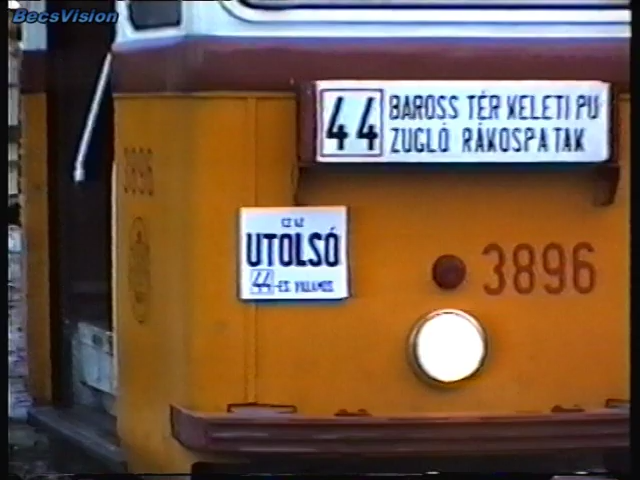 BecsVision
44
BAROSS TÉR KELETI PU
ZUGLÓ RÁKOSPATAK
3896
EZ AZ
UTOLSÓ
44-ES VILLAMOS
3896